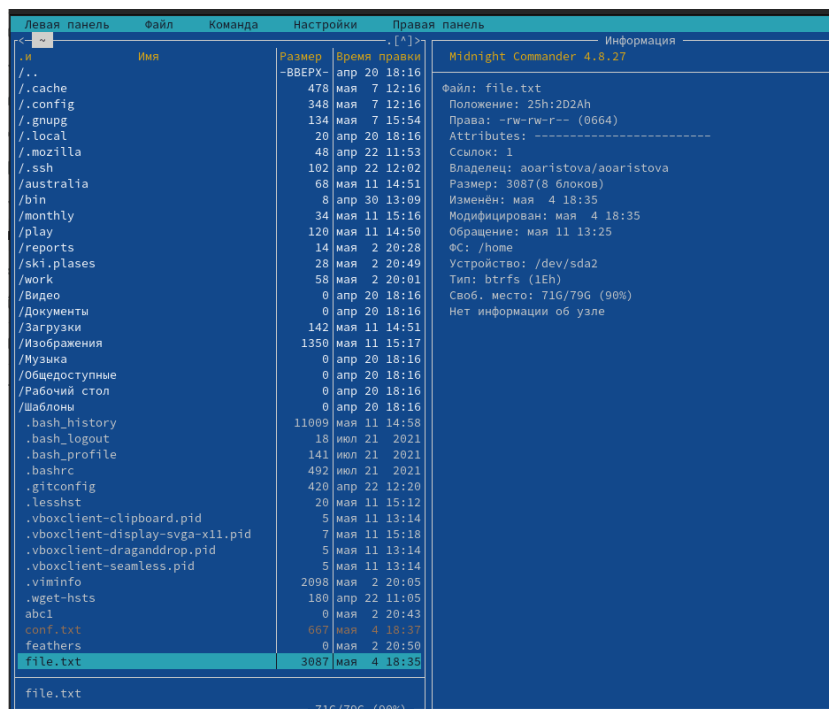 Левая панель Файл Команда Настройки Правая панель
<- ~ .[^]>
.и Имя Размер Время правки
/.. -ВВЕРХ- апр 20 18:16
/.cache 478 мая 7 12:16
/.config 348 мая 7 12:16
/.gnupg 134 мая 7 15:54
/.local 20 апр 20 18:16
/.mozilla 48 апр 22 11:53
/.ssh 102 апр 22 12:02
/australia 68 мая 11 14:51
/bin 8 апр 30 13:09
/monthly 34 мая 11 15:16
/play 120 мая 11 14:50
/reports 14 мая 2 20:28
/ski.plases 28 мая 2 20:49
/work 58 мая 2 20:01
/Видео 0 апр 20 18:16
/Документы 0 апр 20 18:16
/Загрузки 142 мая 11 14:51
/Изображения 1350 мая 11 15:17
/Музыка 0 апр 20 18:16
/Общедоступные 0 апр 20 18:16
/Рабочий стол 0 апр 20 18:16
/Шаблоны 0 апр 20 18:16
.bash_history 11009 мая 11 14:58
.bash_logout 18 июл 21 2021
.bash_profile 141 июл 21 2021
.bashrc 492 июл 21 2021
.gitconfig 420 апр 22 12:20
.lesshst 20 мая 11 15:12
.vboxclient-clipboard.pid 5 мая 11 13:14
.vboxclient-display-svga-x11.pid 7 мая 11 15:18
.vboxclient-draganddrop.pid 5 мая 11 13:14
.vboxclient-seamless.pid 5 мая 11 13:14
.viminfo 2098 мая 2 20:05
.wget-hsts 180 апр 22 11:05
abc1 0 мая 2 20:43
conf.txt 667 мая 4 18:37
feathers 0 мая 2 20:50
file.txt 3087 мая 4 18:35
file.txt
71G/79G (90%)
Информация
Midnight Commander 4.8.27
Файл: file.txt
Положение: 25h:2D2Ah
Права: -rw-rw-r-- (0664)
Attributes: -------------------------
Ссылок: 1
Владелец: aoaristova/aoaristova
Размер: 3087(8 блоков)
Изменён: мая 4 18:35
Модифицирован: мая 4 18:35
Обращение: мая 11 13:25
ФС: /home
Устройство: /dev/sda2
Тип: btrfs (1Eh)
Своб. место: 71G/79G (90%)
Нет информации об узле